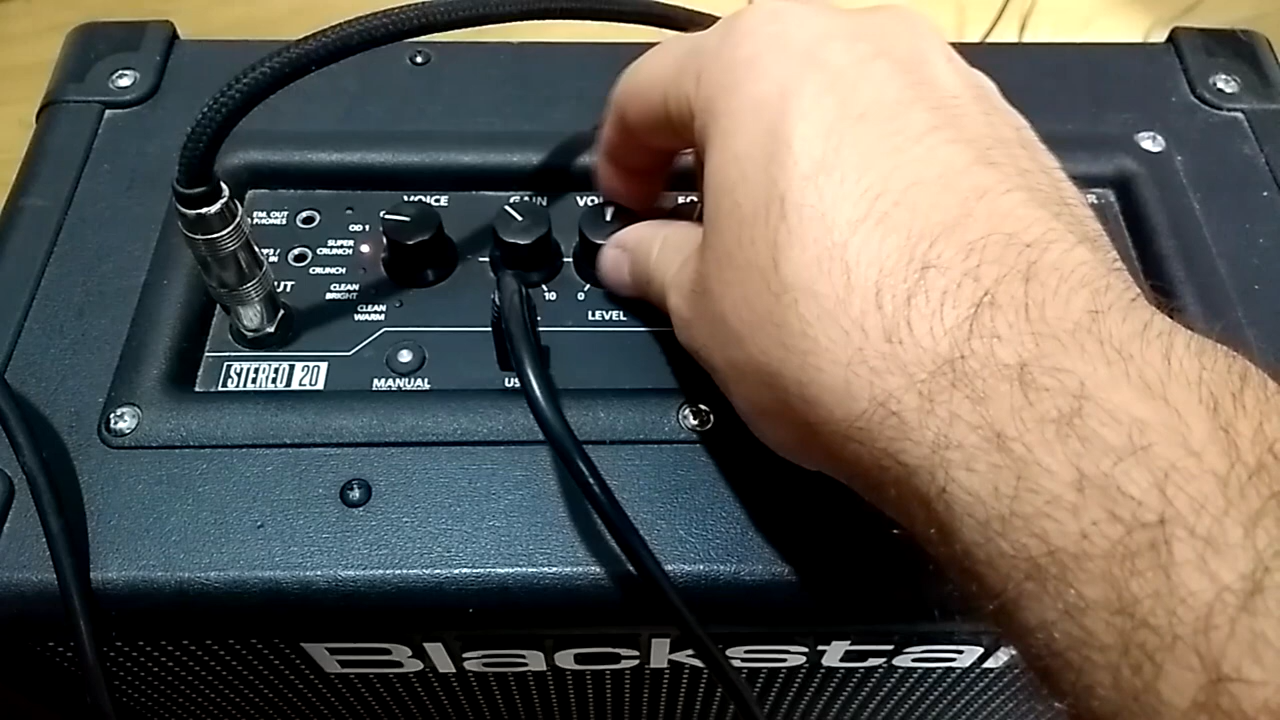 VOICE
GAIN
EM. OUT
PHONES
OD 1
SUPER
CRUNCH
CRUNCH
CLEAN
BRIGHT
CLEAN
WARM
10
0
LEVEL
STEREO 20
MANUAL
Blackstar